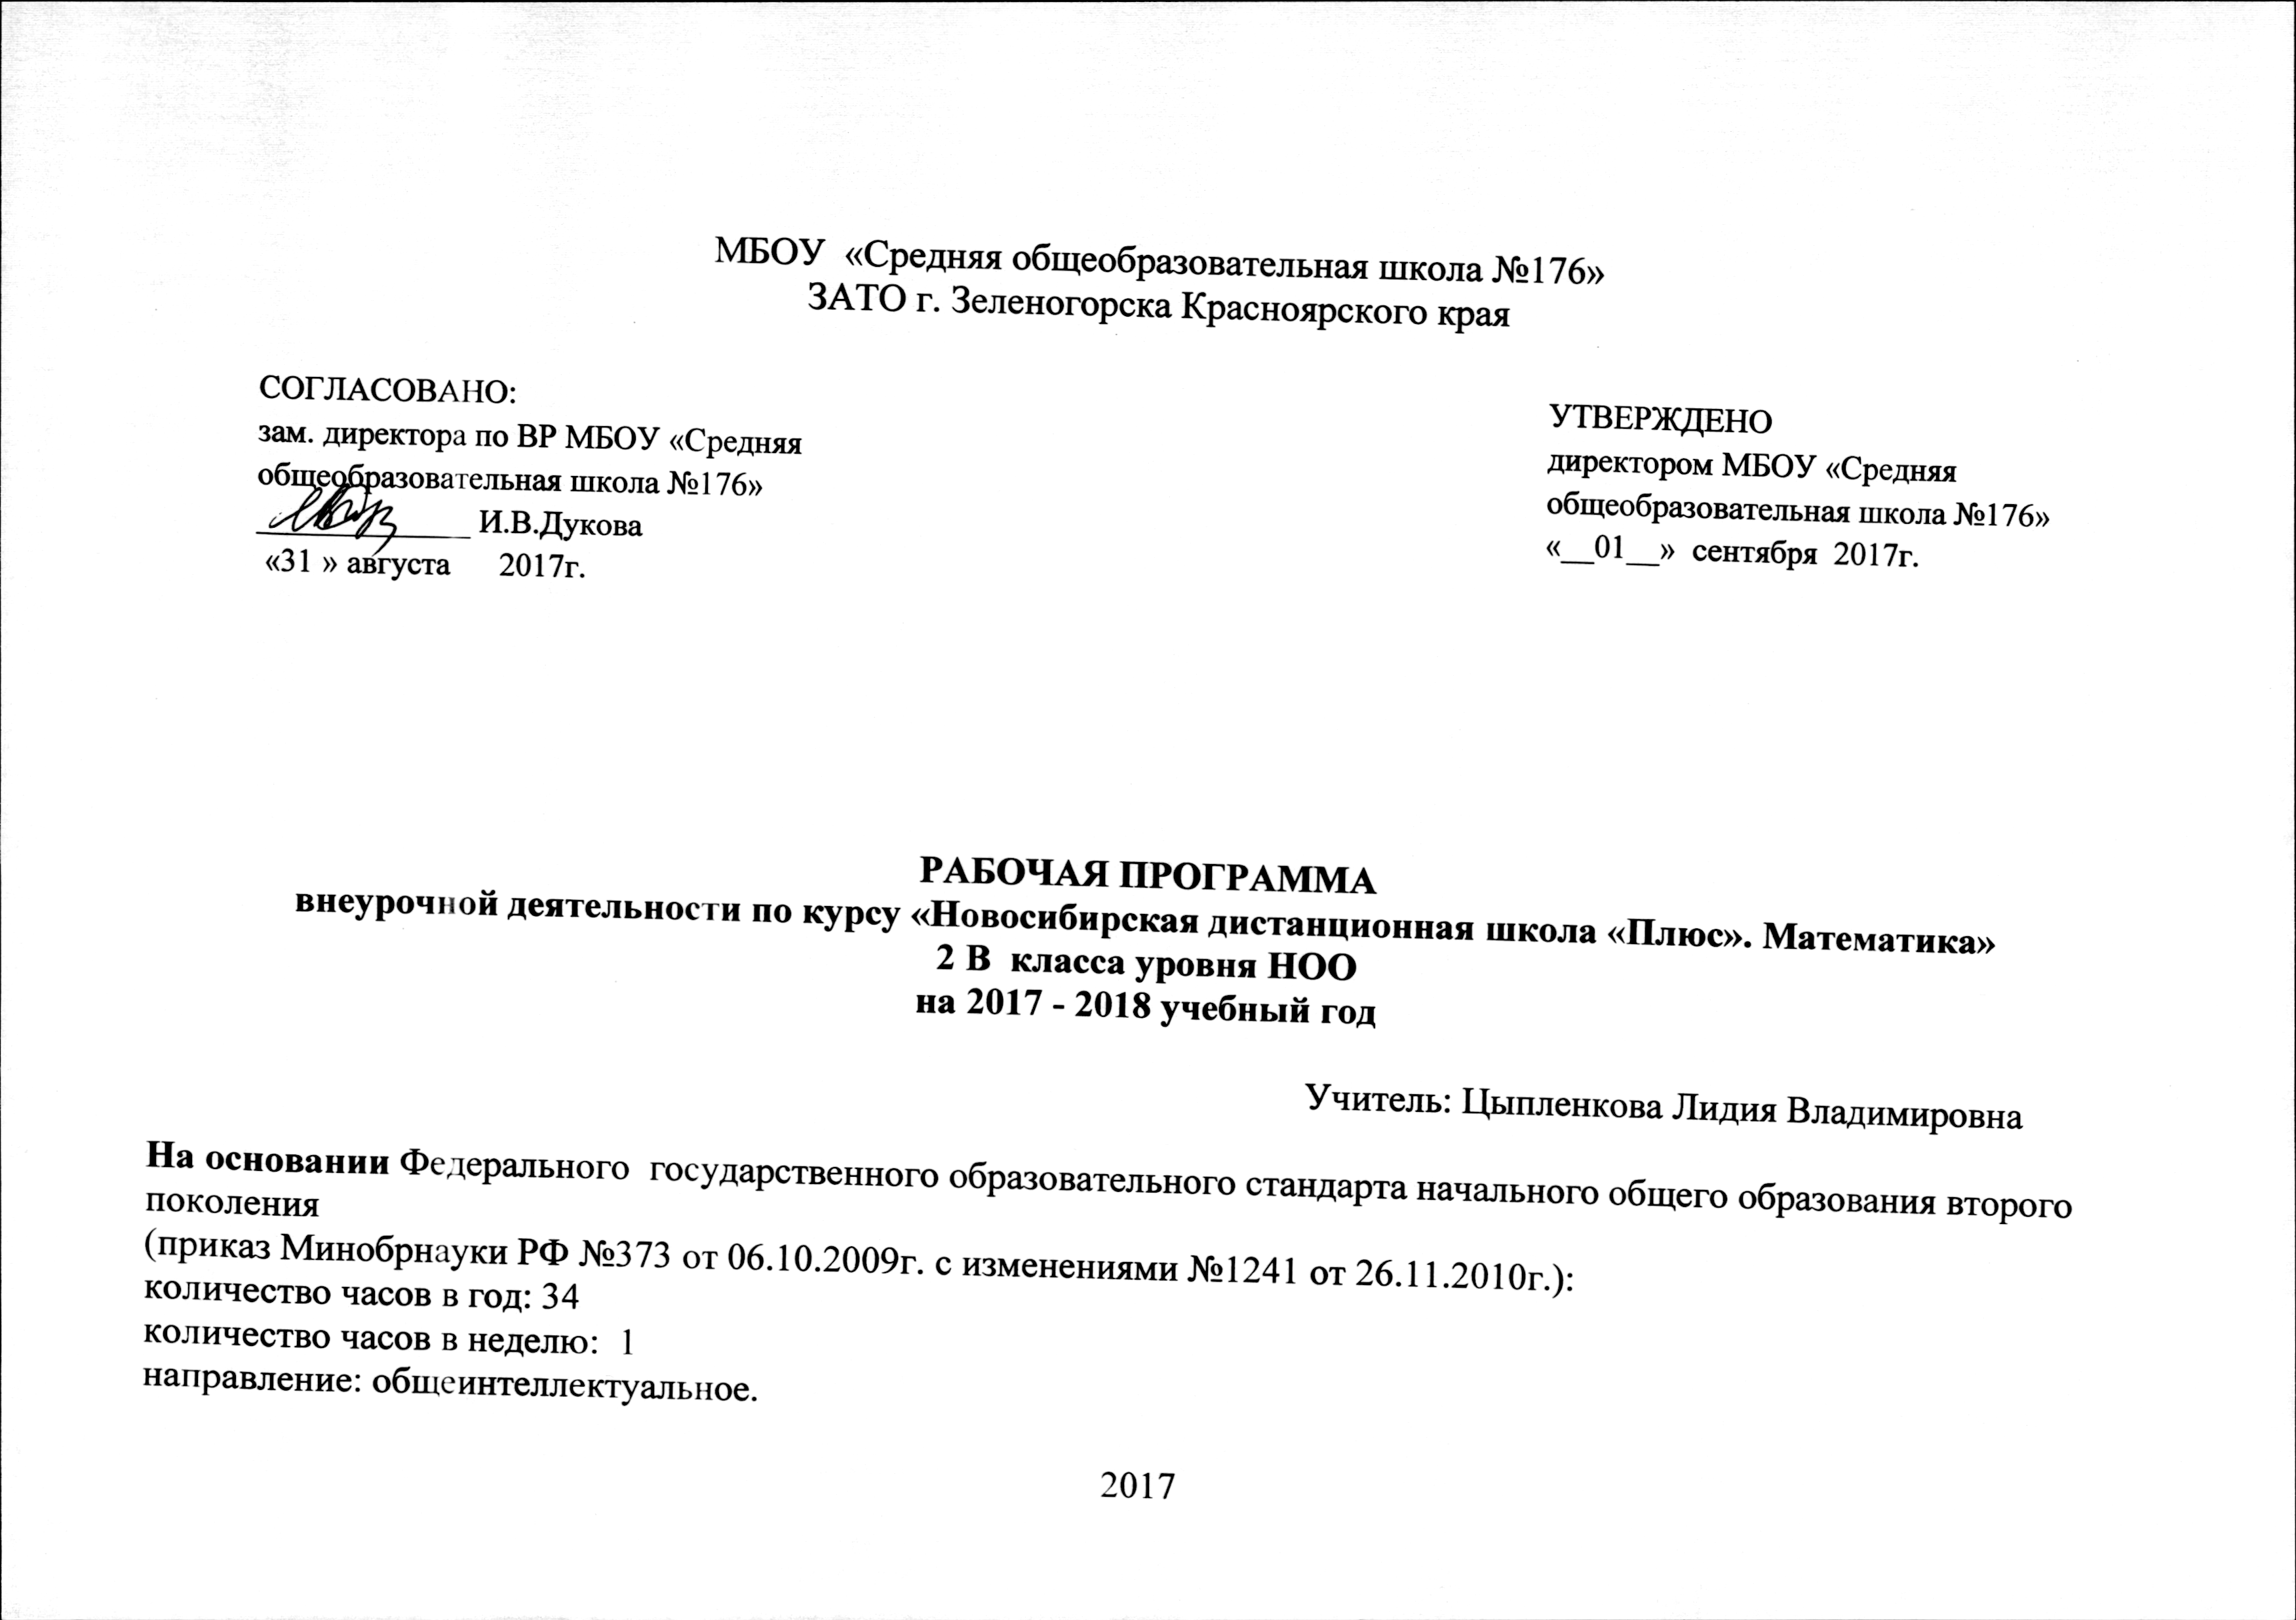 МБОУ «Средняя общеобразовательная школа №176»
ЗАТО г. Зеленогорска Красноярского края
СОГЛАСОВАНО:
зам. директора по ВР МБОУ «Средняя
общеобразовательная школа №176»
_____________ И.В.Дукова
«31 » августа 2017г.
УТВЕРЖДЕНО
директором МБОУ «Средняя
общеобразовательная школа №176»
«__01__» сентября 2017г.
РАБОЧАЯ ПРОГРАММА
внеурочной деятельности по курсу «Новосибирская дистанционная школа «Плюс». Математика»
2 В класса уровня НОО
на 2017 - 2018 учебный год
Учитель: Цыпленкова Лидия Владимировна
На основании Федерального государственного образовательного стандарта начального общего образования второго
поколения
(приказ Минобрнауки РФ №373 от 06.10.2009г. с изменениями №1241 от 26.11.2010г.):
количество часов в год: 34
количество часов в неделю: 1
направление: общеинтеллектуальное.
2017